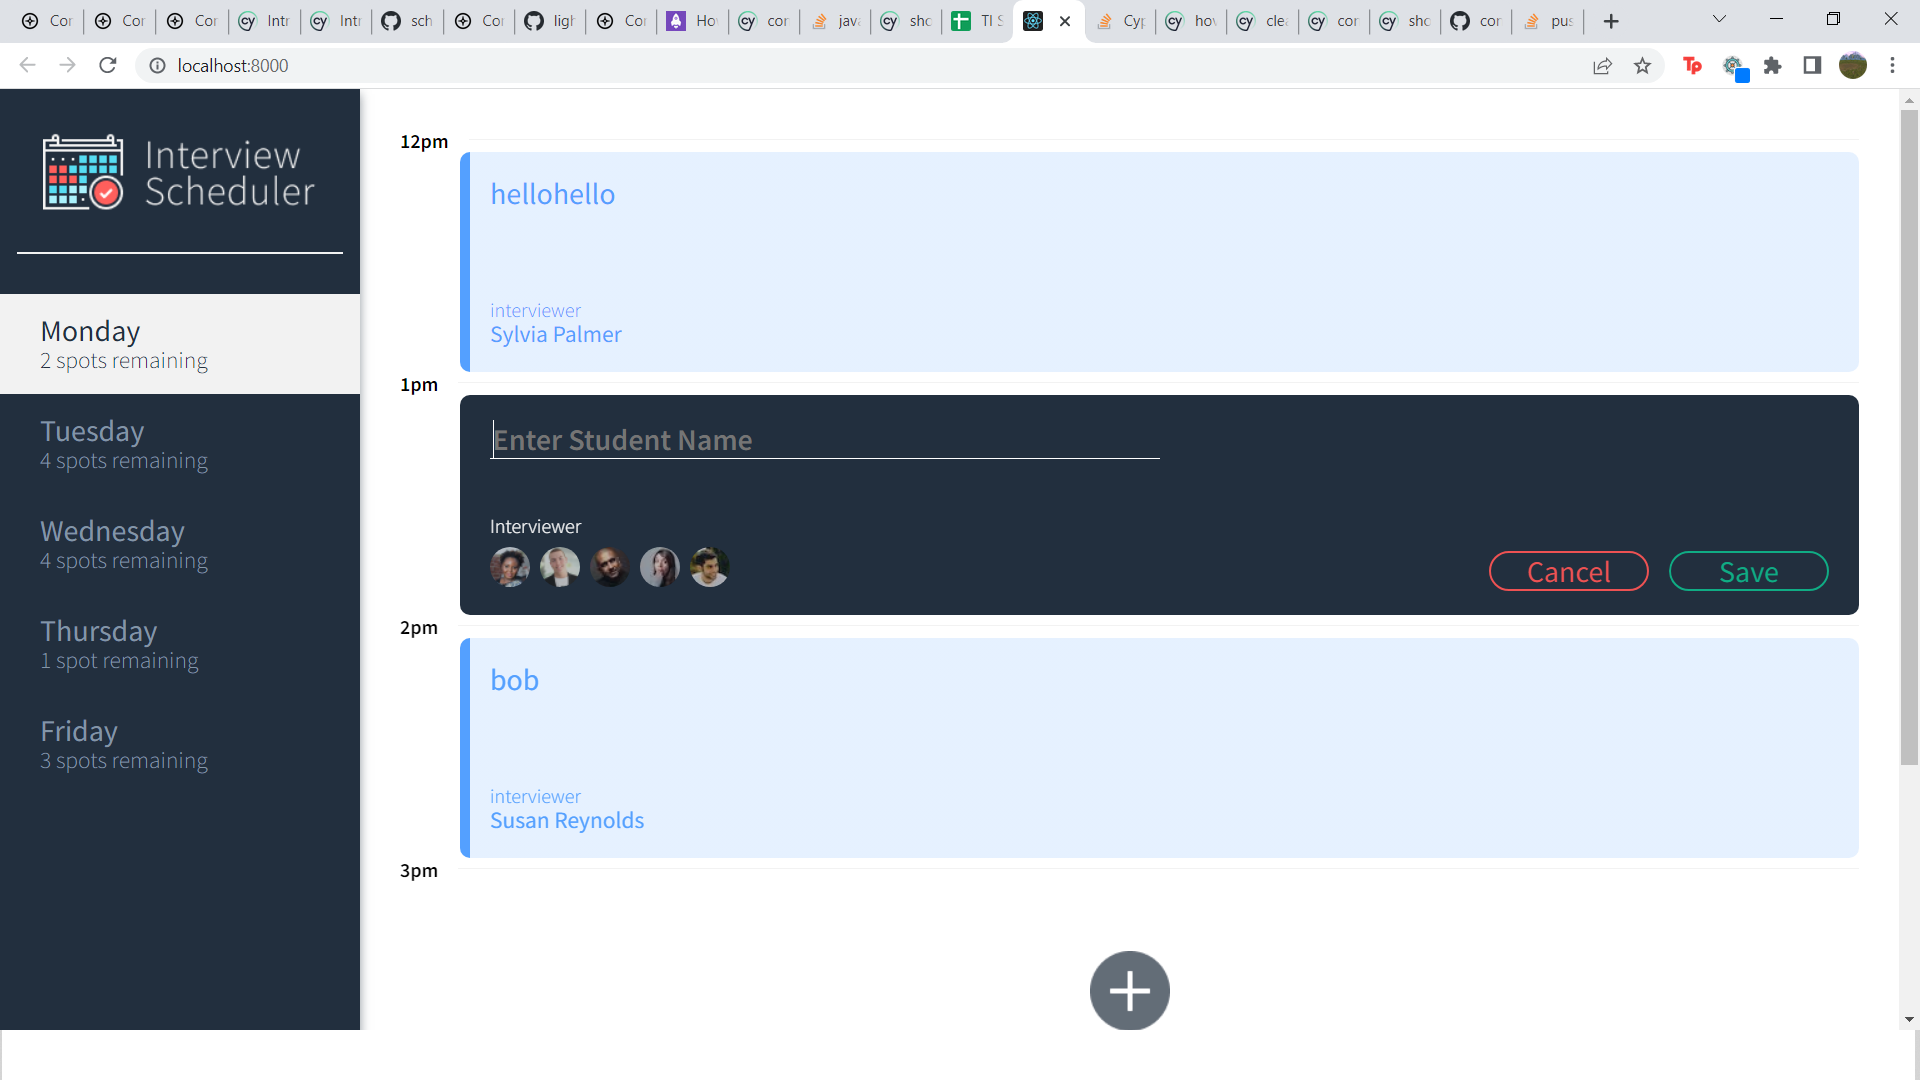 Cor
Cor
Cor
Intr
Intr
sch
Cor
ligh
Cor
Hov
cor
java
sho
TI S
Cyp
hov
clea
cor
sho
cor
pus
localhost:8000
Interview
Scheduler
Monday
2 spots remaining
Tuesday
4 spots remaining
Wednesday
4 spots remaining
Thursday
1 spot remaining
Friday
3 spots remaining
12pm
hellohello
interviewer
Sylvia Palmer
1pm
Enter Student Name
Interviewer
Cancel
Save
2pm
bob
interviewer
Susan Reynolds
3pm